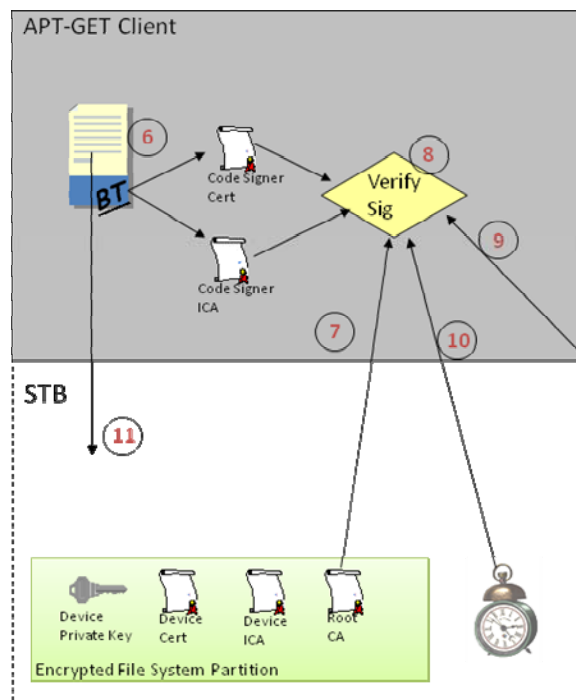 APT-GET Client
6
BT
Code Signer
Cert
Code Signer
ICA
8
Verify
Sig
9
7
10
STB
11
Device
Private Key
Device
Cert
Device
ICA
Root
CA
Encrypted File System Partition